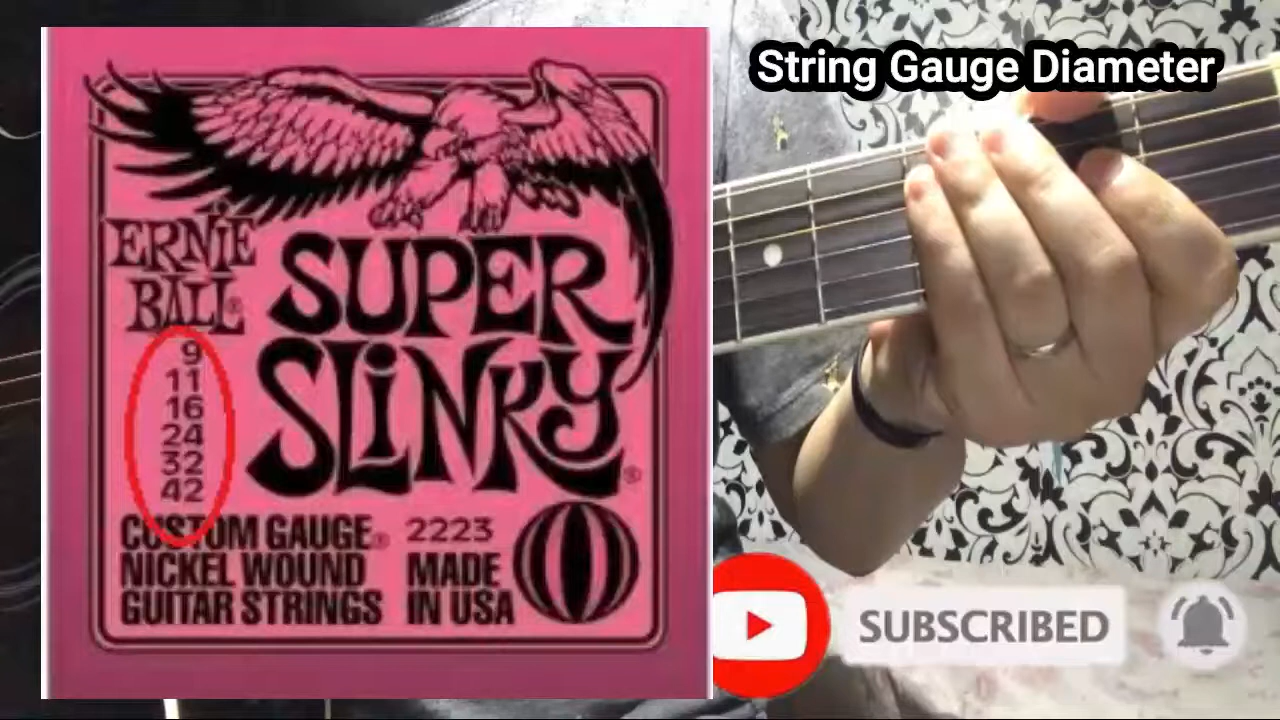 String Gauge Diameter
ERNiE
BALL®
SUPER
SLiNKY®
9
11
16
24
32
42
CUSTOM GAUGE®
NICKEL WOUND
GUITAR STRINGS
2223
MADE
IN USA
SUBSCRIBED